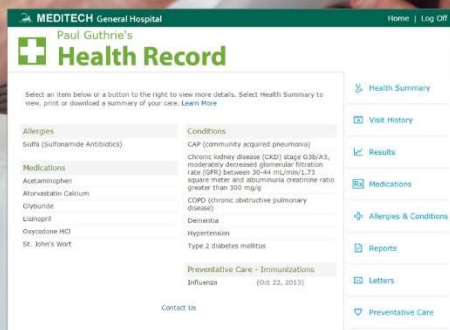 MEDITECH General Hospital
Home | Log Off
Paul Guthrie's
Health Record
Select an item below or a button to the right to view more details. Select Health Summary to
view, print or download a summary of your care. Learn More
Allergies
Sulfa (Sulfonamide Antibiotics)
Medications
Acetaminophen
Atorvastatin Calcium
Glyburide
Lisinopril
Oxycodone HCl
St. John's Wort
Conditions
CAP (community acquired pneumonia)
Chronic kidney disease (CKD) stage G3b/A3,
moderately decreased glomerular filtration
rate (GFR) between 30-44 mL/min/1.73
square meter and albuminuria creatinine ratio
greater than 300 mg/g
COPD (chronic obstructive pulmonary
disease)
Dementia
Hypertension
Type 2 diabetes mellitus
Preventative Care - Immunizations
Influenza (Oct 22, 2013)
Contact Us
Health Summary
Visit History
Results
Rx Medications
Allergies & Conditions
Reports
Letters
Preventative Care